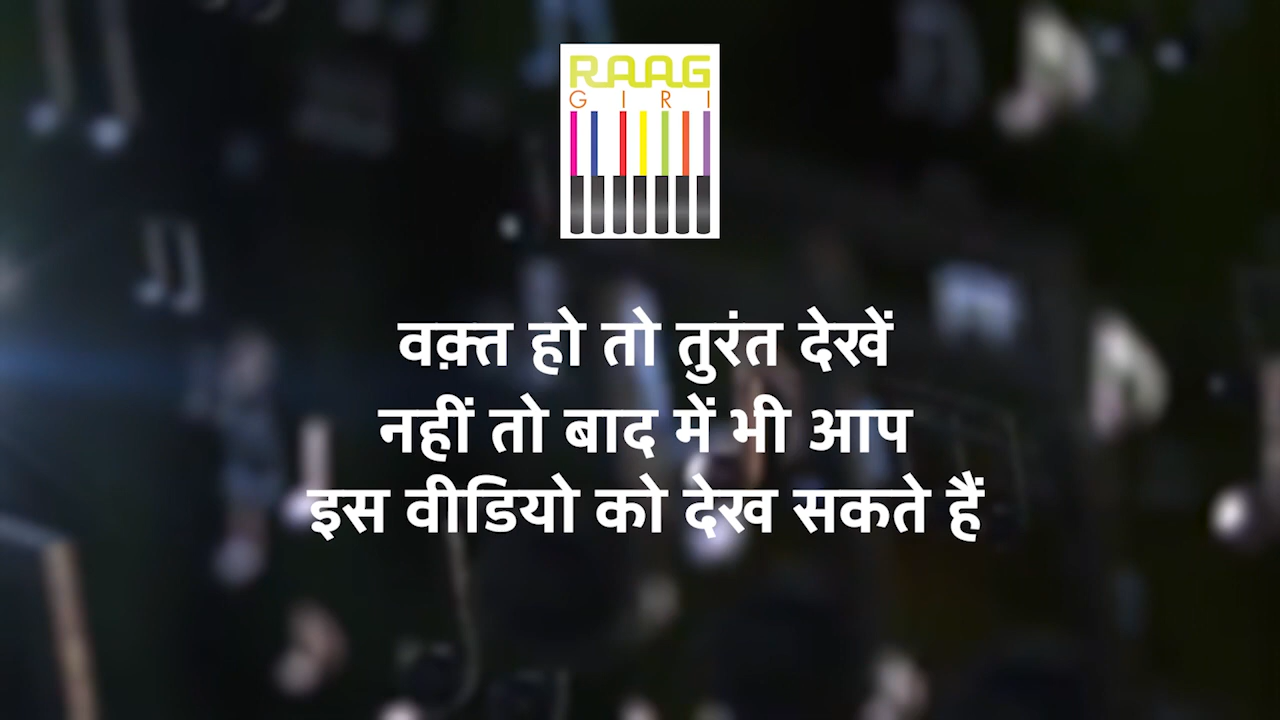 RAAG
GIRI
वक़्त हो तो तुरंत देखें
नहीं तो बाद में भी आप
इस वीडियो को देख सकते हैं